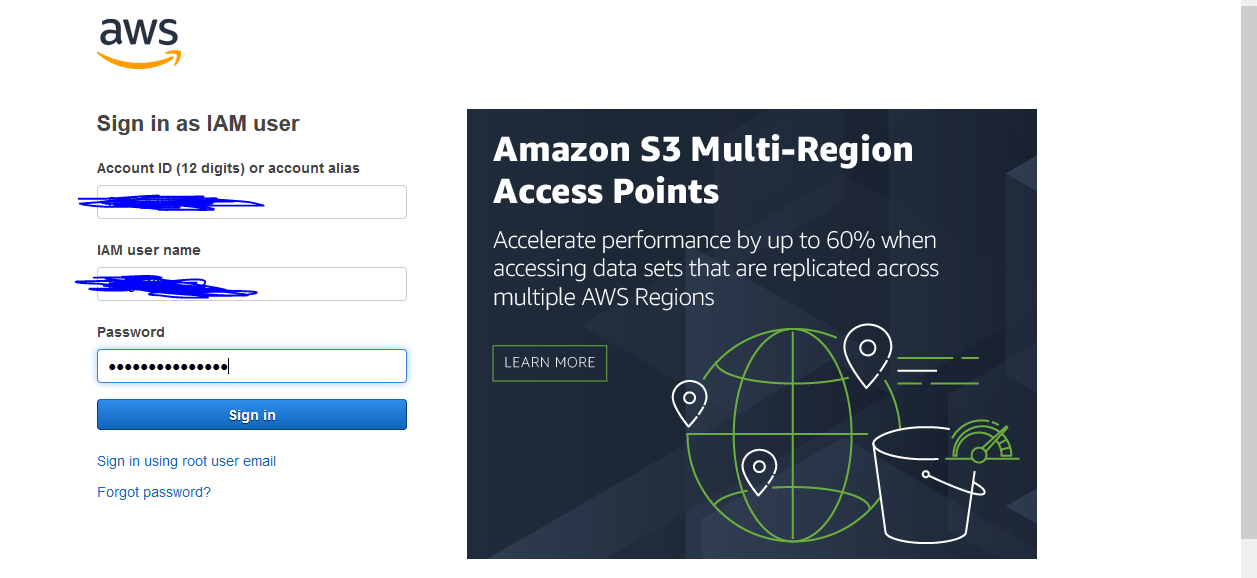 aws
Sign in as IAM user
Account ID (12 digits) or account alias
IAM user name
Password
•••••••••••••••
Sign in
Sign in using root user email
Forgot password?
Amazon S3 Multi-Region
Access Points
Accelerate performance by up to 60% when
accessing data sets that are replicated across
multiple AWS Regions
LEARN MORE